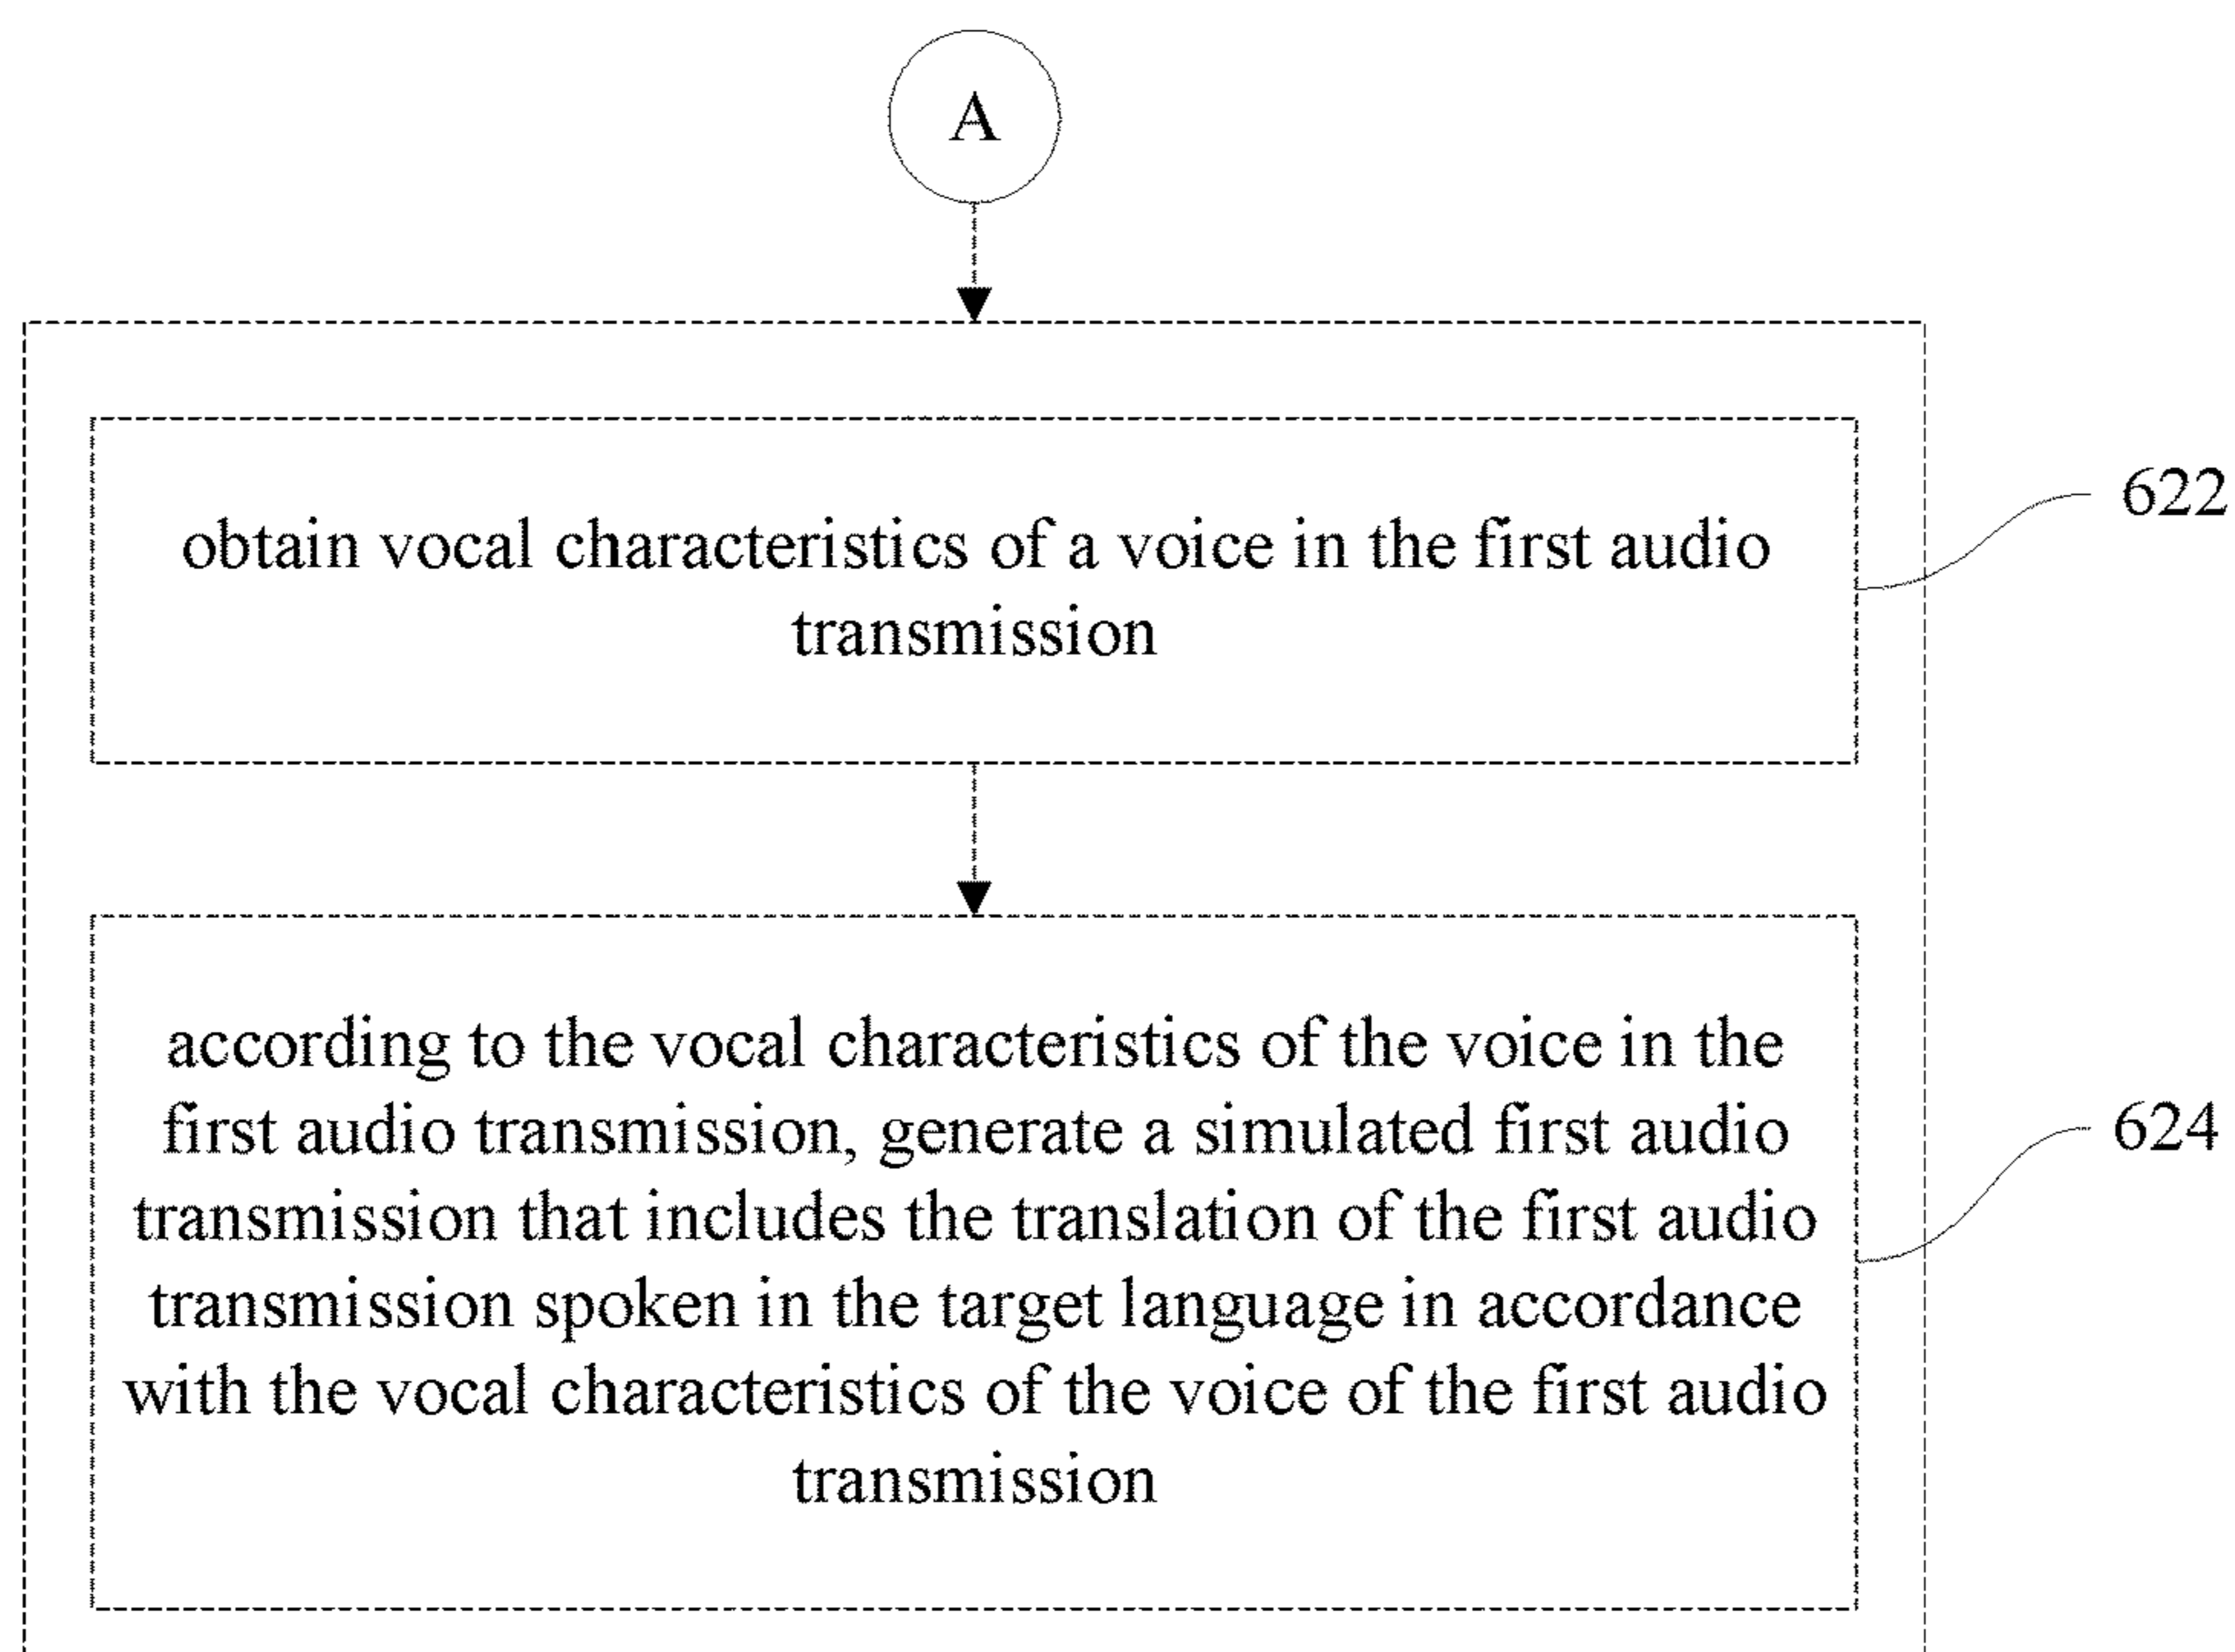 A
obtain vocal characteristics of a voice in the first audio
transmission
622
according to the vocal characteristics of the voice in the
first audio transmission, generate a simulated first audio
transmission that includes the translation of the first audio
transmission spoken in the target language in accordance
with the vocal characteristics of the voice of the first audio
transmission
624